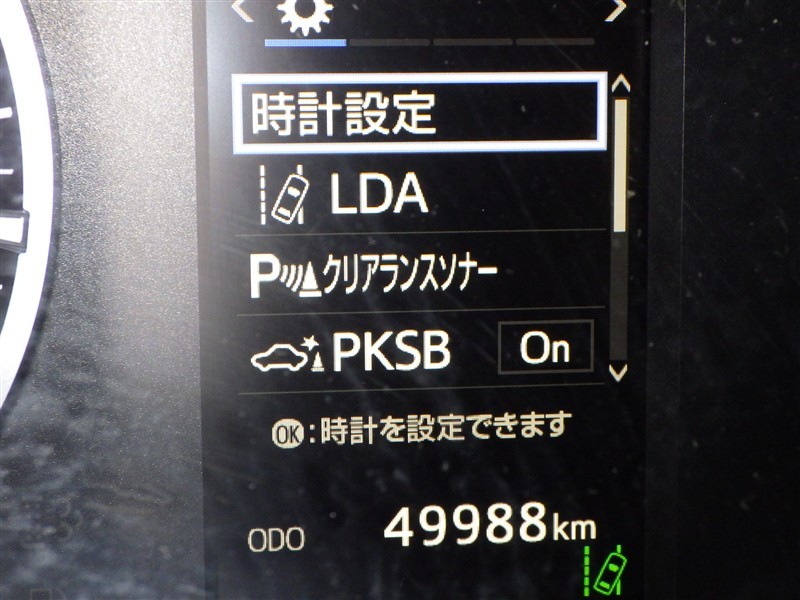 時計設定
LDA
Pクリアランスソナー
PKSB On
OK:時計を設定できます
ODO 49988km